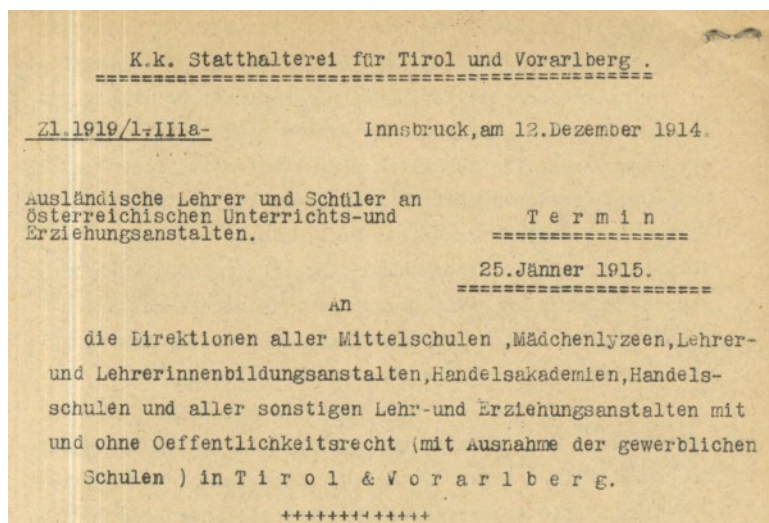 K.k. Statthalterei für Tirol und Vorarlberg .
==============================================
Zl.1919/1-IIIa-
Innsbruck,am 12.Dezember 1914.
Ausländische Lehrer und Schüler an
österreichischen Unterrichts-und
Erziehungsanstalten.
T e r m i n
================
25.Jänner 1915.
=====================
An
die Direktionen aller Mittelschulen ,Mädchenlyzeen,Lehrer-
und Lehrerinnenbildungsanstalten,Handelsakademien,Handels-
schulen und aller sonstigen Lehr-und Erziehungsanstalten mit
und ohne Oeffentlichkeitsrecht (mit Ausnahme der gewerblichen
Schulen ) in T i r o l & V o r a r l b e r g.
+++++++++++++